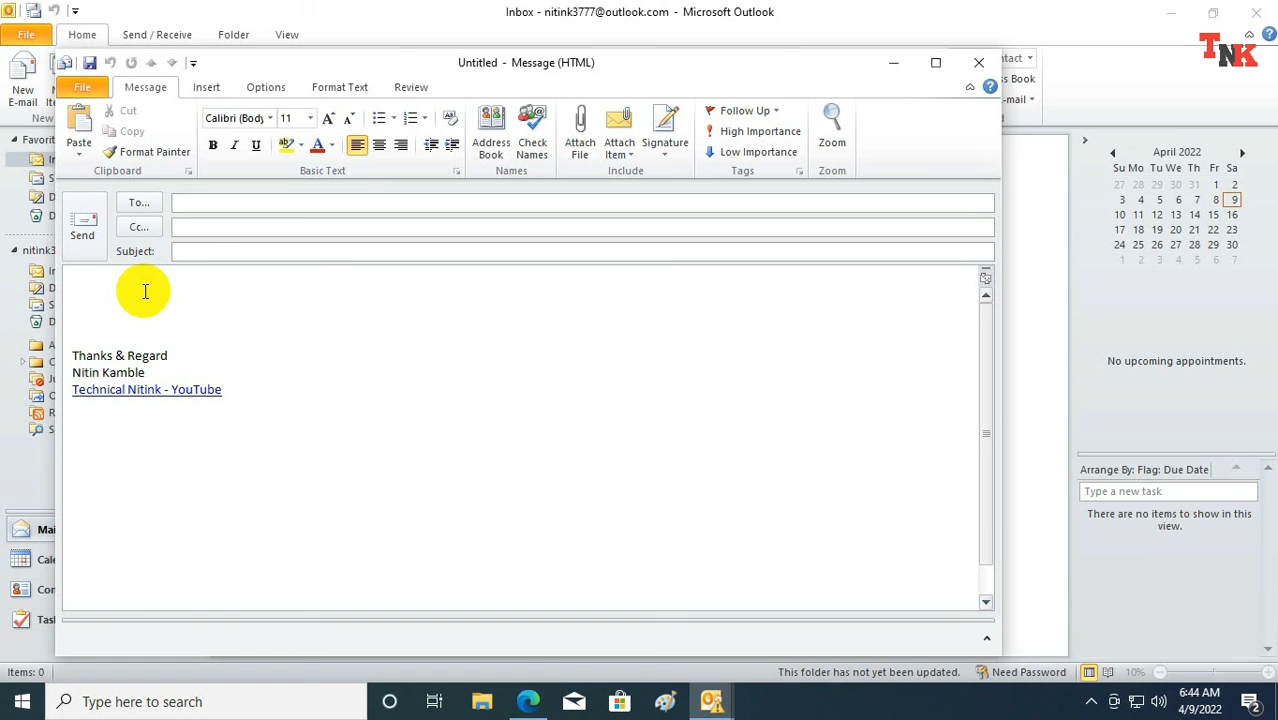 Inbox - nitink3777@outlook.com - Microsoft Outlook
File Home Send / Receive Folder View
TNK
New E-mail
Untitled - Message (HTML)
File Message Insert Options Format Text Review
Paste
Cut
Copy
Format Painter
Clipboard
Calibri (Body 11
B I U
Basic Text
Address Book
Check Names
Names
Attach File
Attach Item
Signature
Include
Follow Up
High Importance
Low Importance
Tags
Zoom
Zoom
Send
To...
Cc...
Subject:
Thanks & Regard
Nitin Kamble
Technical Nitink - YouTube
April 2022
Su Mo Tu We Th Fr Sa
27 28 29 30 31 1 2
3 4 5 6 7 8 9
10 11 12 13 14 15 16
17 18 19 20 21 22 23
24 25 26 27 28 29 30
1 2 3 4 5 6 7
No upcoming appointments.
Arrange By: Flag: Due Date
Type a new task
There are no items to show in this
view.
Items: 0
This folder has not yet been updated.
Need Password
10%
Type here to search
6:44 AM
4/9/2022
2